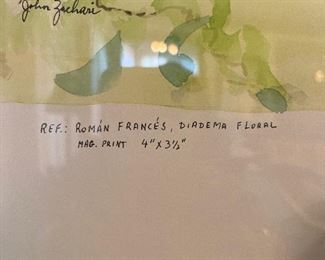 John Zachari
REF.: ROMÁN FRANCÉS, DIADEMA FLORAL
MAG. PRINT 4" X 3½"